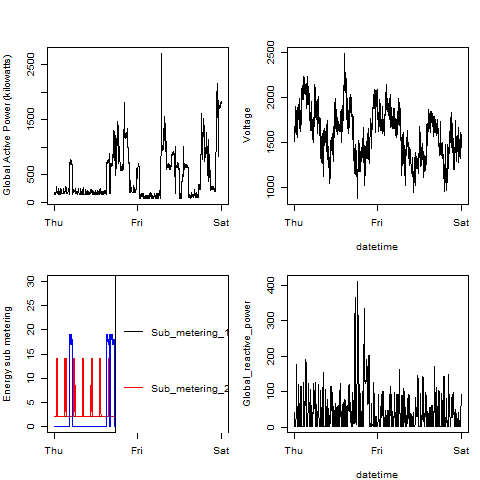 Global Active Power (kilowatts)
0 500 1500 2500
Thu Fri Sat
Voltage
1000 1500 2000 2500
Thu Fri Sat
datetime
Energy sub metering
0 5 10 15 20 25 30
Sub_metering_1
Sub_metering_2
Thu Fri Sat
Global_reactive_power
0 100 200 300 400
Thu Fri Sat
datetime